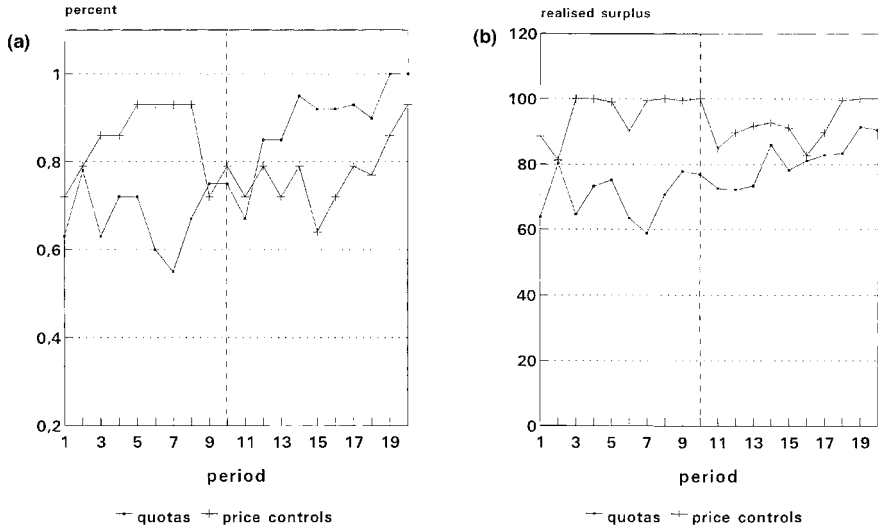 percent
(a)
1
0,8
0,6
0,4
0,2
1 3 5 7 9 11 13 15 17 19
period
quotas price controls
realised surplus
(b)
120
100
80
60
40
20
0
1 3 5 7 9 11 13 15 17 19
period
quotas price controls